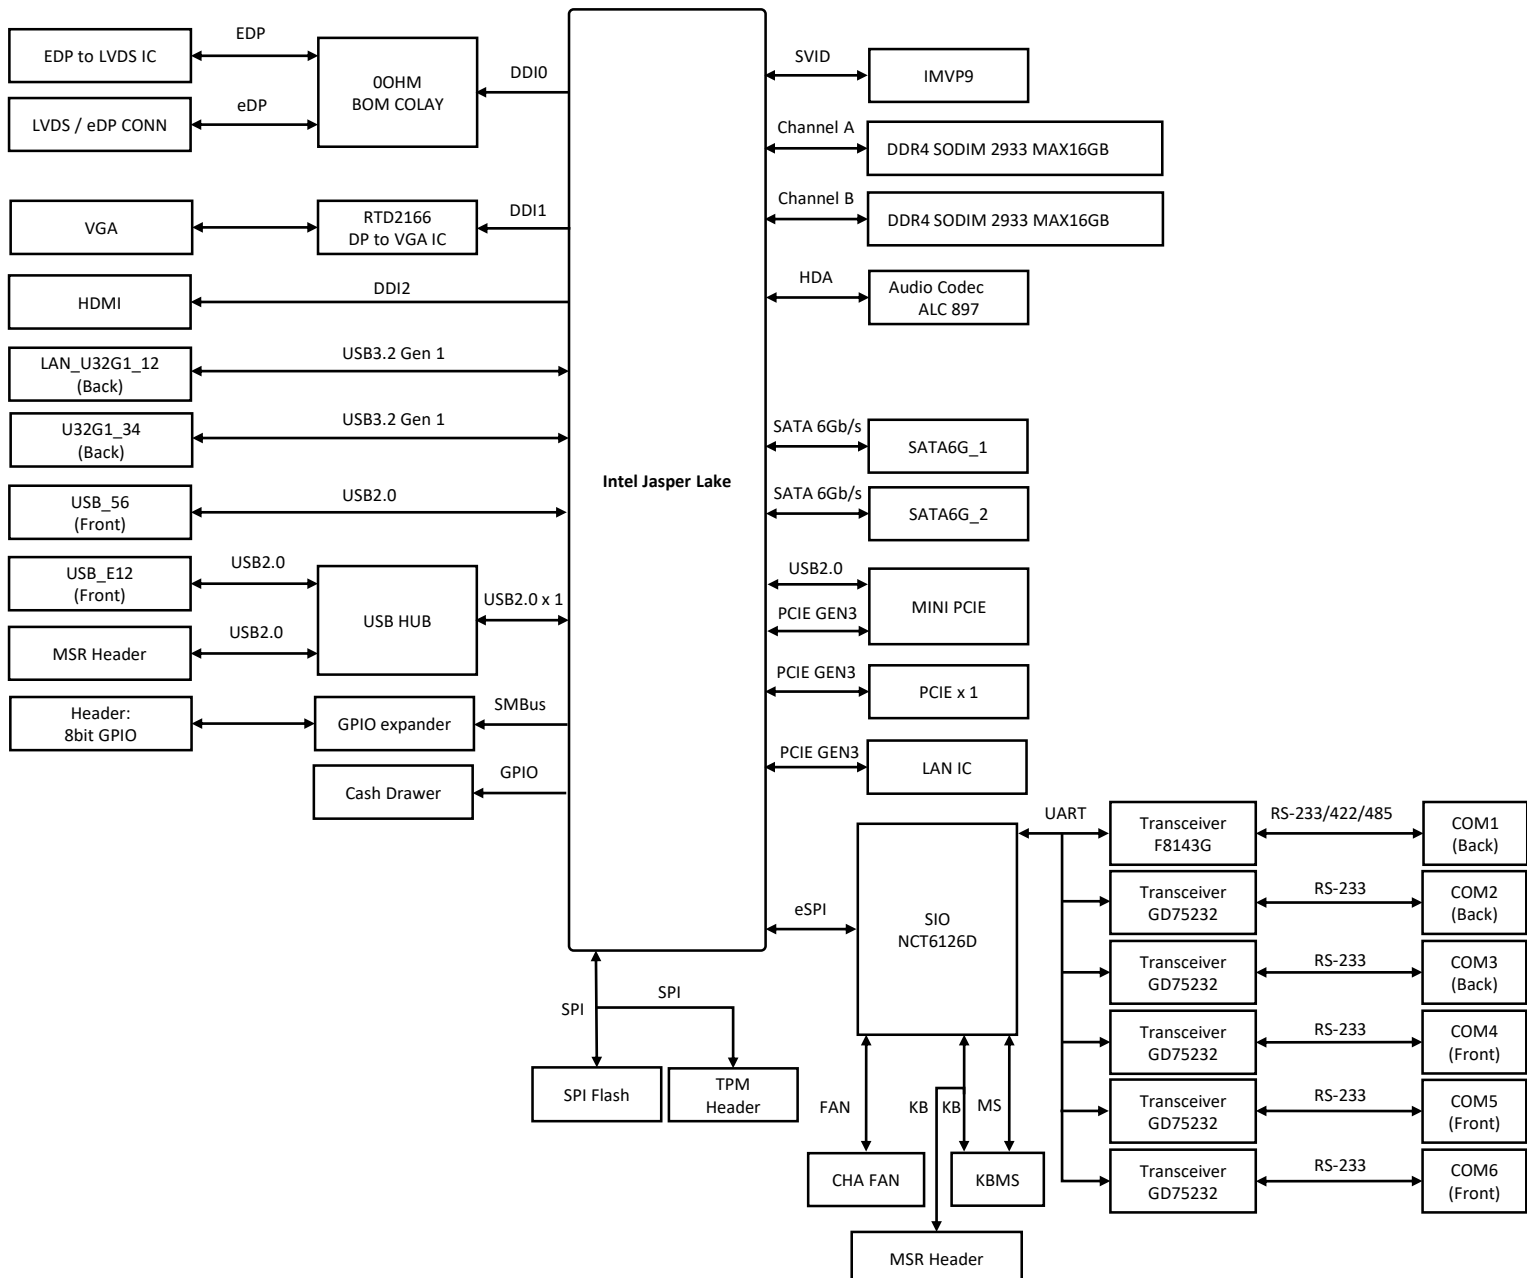 EDP
EDP to LVDS IC
0OHM
BOM COLAY
DDI0
eDP
LVDS / eDP CONN
VGA
RTD2166
DP to VGA IC
DDI1
HDMI
DDI2
LAN_U32G1_12
(Back)
USB3.2 Gen 1
U32G1_34
(Back)
USB3.2 Gen 1
USB_56
(Front)
USB2.0
USB_E12
(Front)
USB2.0
USB HUB
USB2.0 x 1
MSR Header
USB2.0
Header:
8bit GPIO
GPIO expander
SMBus
Cash Drawer
GPIO
Intel Jasper Lake
SVID
IMVP9
Channel A
DDR4 SODIM 2933 MAX16GB
Channel B
DDR4 SODIM 2933 MAX16GB
HDA
Audio Codec
ALC 897
SATA 6Gb/s
SATA6G_1
SATA 6Gb/s
SATA6G_2
USB2.0
MINI PCIE
PCIE GEN3
PCIE GEN3
PCIE x 1
PCIE GEN3
LAN IC
eSPI
SIO
NCT6126D
UART
Transceiver
F8143G
RS-233/422/485
COM1
(Back)
Transceiver
GD75232
RS-233
COM2
(Back)
Transceiver
GD75232
RS-233
COM3
(Back)
Transceiver
GD75232
RS-233
COM4
(Front)
Transceiver
GD75232
RS-233
COM5
(Front)
Transceiver
GD75232
RS-233
COM6
(Front)
SPI
SPI
SPI Flash
TPM
Header
FAN
KB
KB
MS
CHA FAN
KBMS
MSR Header